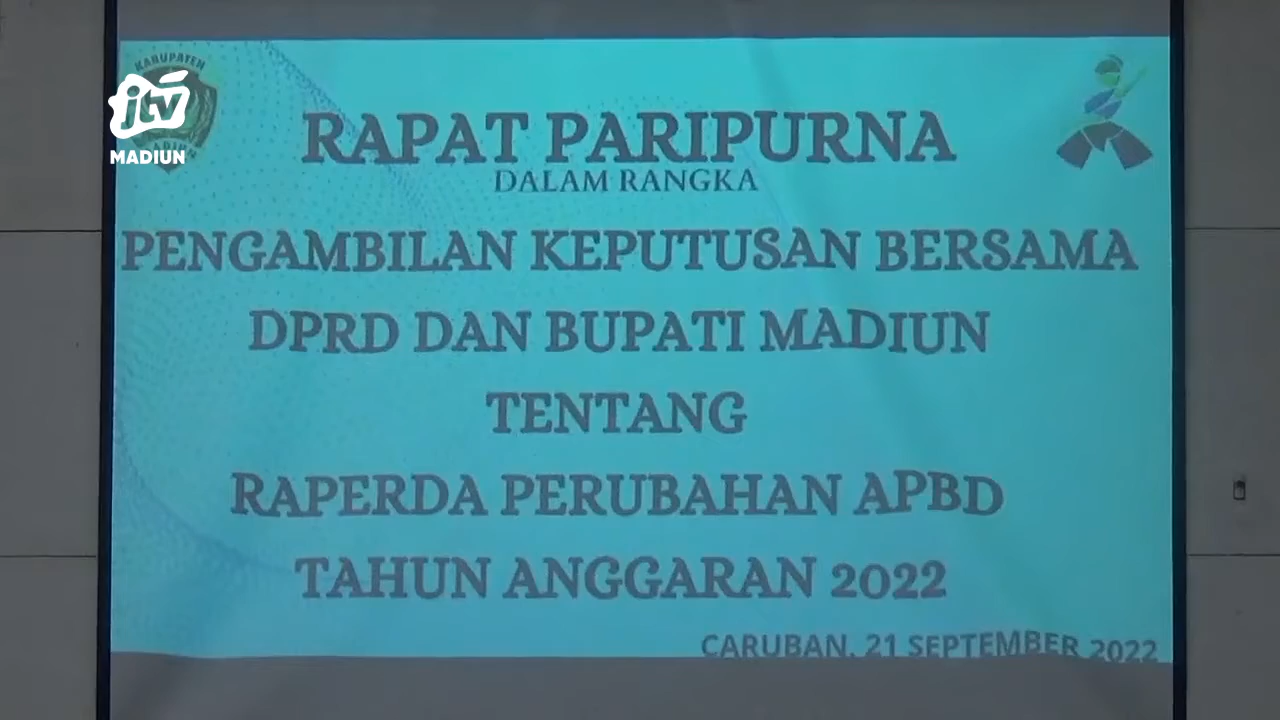 KABUPATEN
jtv
MADIUN
RAPAT PARIPURNA
DALAM RANGKA
PENGAMBILAN KEPUTUSAN BERSAMA
DPRD DAN BUPATI MADIUN
TENTANG
RAPERDA PERUBAHAN APBD
TAHUN ANGGARAN 2022
CARUBAN, 21 SEPTEMBER 2022